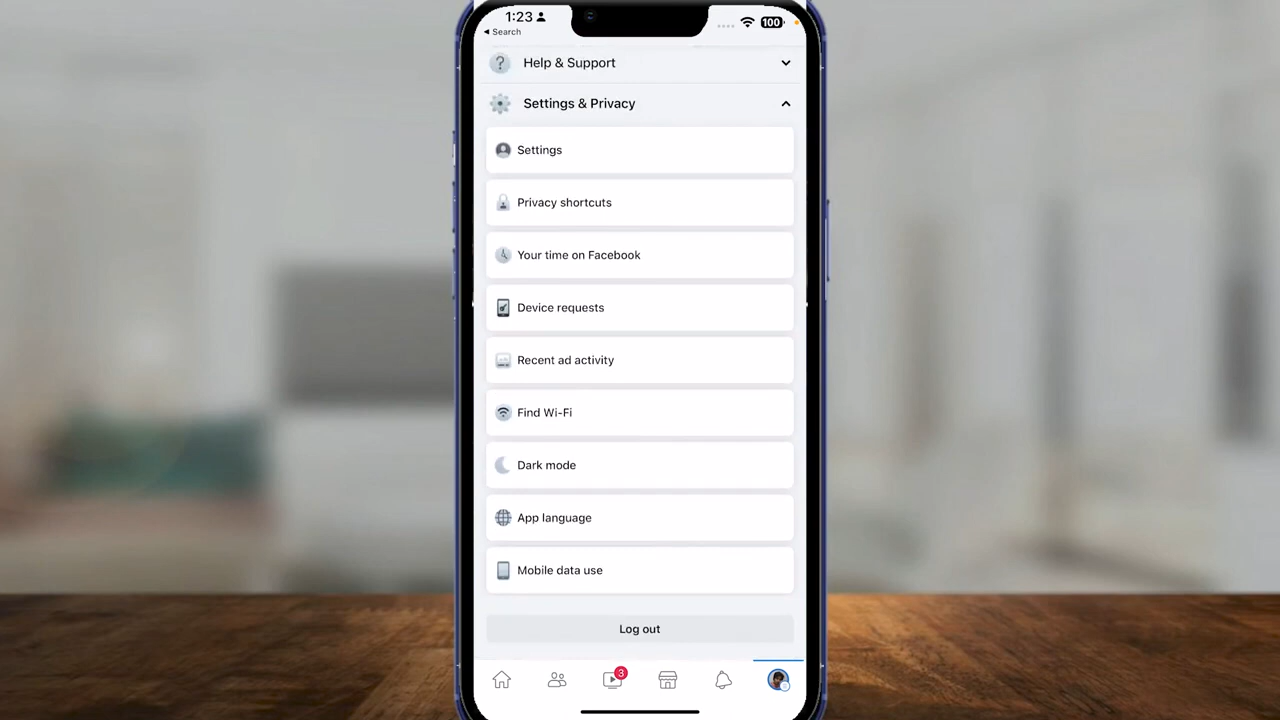 1:23
100
Search
Help & Support
Settings & Privacy
Settings
Privacy shortcuts
Your time on Facebook
Device requests
Recent ad activity
Find Wi-Fi
Dark mode
App language
Mobile data use
Log out
3